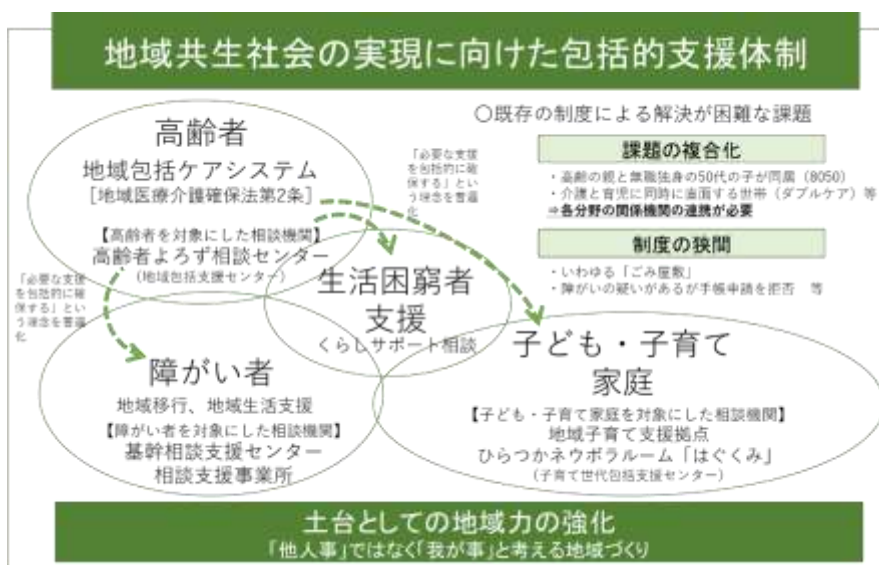 地域共生社会の実現に向けた包括的支援体制
高齢者
地域包括ケアシステム
[地域医療介護確保法第2条]
【高齢者を対象にした相談機関】
高齢者よろず相談センター
(地域包括支援センター)
「必要な支援
を包括的に確
保する」とい
う理念を普遍
化
○既存の制度による解決が困難な課題
課題の複合化
・高齢の親と無職独身の50代の子が同居(8050)
・介護と育児に同時に直面する世帯(ダブルケア)等
⇒各分野の関係機関の連携が必要
制度の狭間
・いわゆる「ごみ屋敷」
・障がいの疑いがあるが手帳申請を拒否 等
「必要な支援
を包括的に確
保する」とい
う理念を普遍
化
生活困窮者
支援
くらしサポート相談
障がい者
地域移行、地域生活支援
【障がい者を対象にした相談機関】
基幹相談支援センター
相談支援事業所
子ども・子育て
家庭
【子ども・子育て家庭を対象にした相談機関】
地域子育て支援拠点
ひらつかネウボラルーム「はぐくみ」
(子育て世代包括支援センター)
土台としての地域力の強化
「他人事」ではなく「我が事」と考える地域づくり